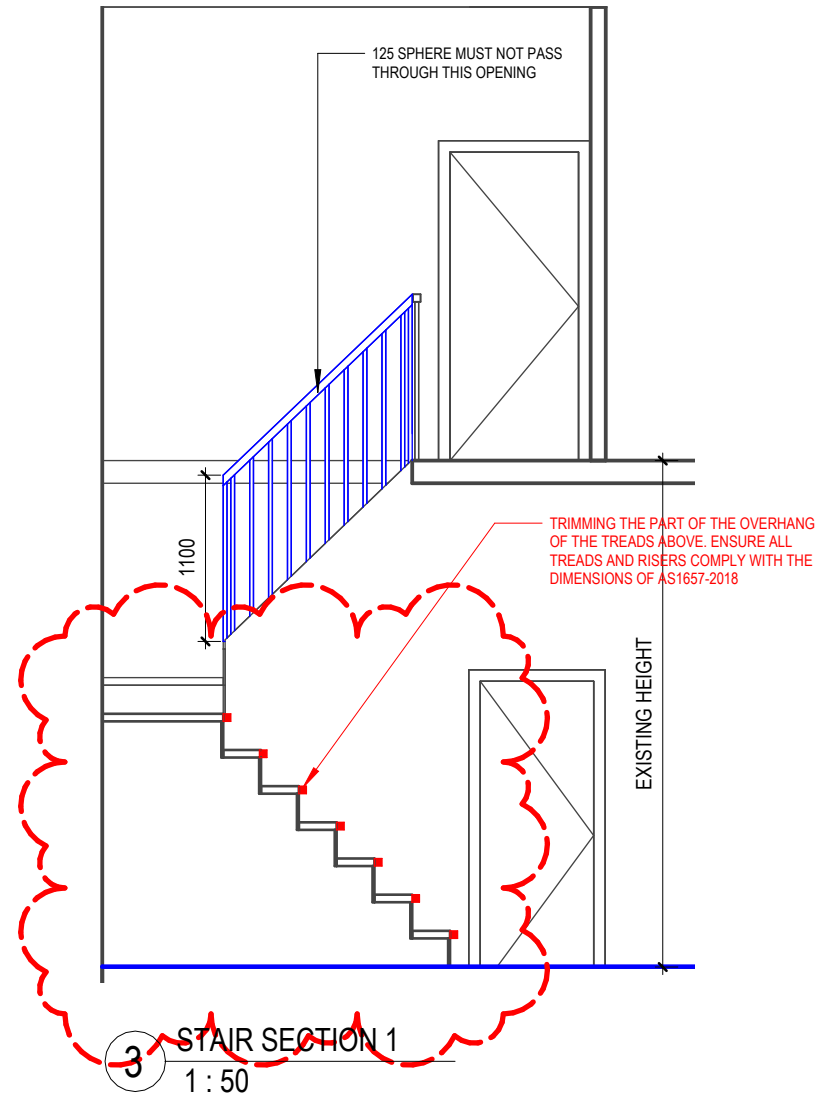 125 SPHERE MUST NOT PASS
THROUGH THIS OPENING
1100
TRIMMING THE PART OF THE OVERHANG
OF THE TREADS ABOVE. ENSURE ALL
TREADS AND RISERS COMPLY WITH THE
DIMENSIONS OF AS1657-2018
EXISTING HEIGHT
3
STAIR SECTION 1
1 : 50